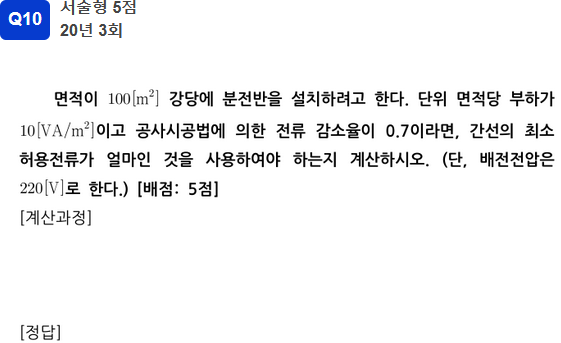 Q10
서술형 5점
20년 3회
면적이 100[m²] 강당에 분전반을 설치하려고 한다. 단위 면적당 부하가
10[VA/m²]이고 공사시공법에 의한 전류 감소율이 0.7이라면, 간선의 최소
허용전류가 얼마인 것을 사용하여야 하는지 계산하시오. (단, 배전전압은
220[V]로 한다.) [배점: 5점]
[계산과정]
[정답]